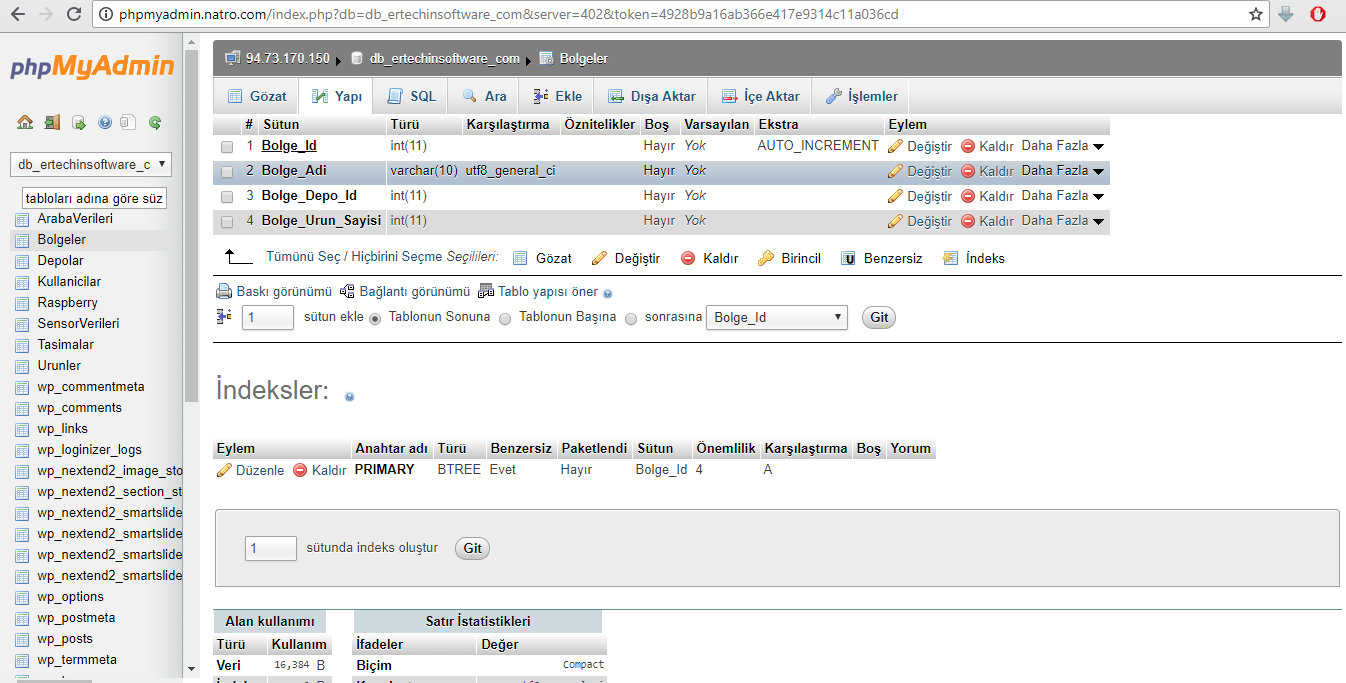 phpmyadmin.natro.com/index.php?db=db_ertechinsoftware_com&server=402&token=4928b9a16ab366e417e9314c11a036cd
phpMyAdmin
db_ertechinsoftware_c
tabloları adına göre süz
ArabaVerileri
Bolgeler
Depolar
Kullanicilar
Raspberry
SensorVerileri
Tasimalar
Urunler
wp_commentmeta
wp_comments
wp_links
wp_loginizer_logs
wp_nextend2_image_sto
wp_nextend2_section_st
wp_nextend2_smartslide
wp_nextend2_smartslide
wp_nextend2_smartslide
wp_nextend2_smartslide
wp_options
wp_postmeta
wp_posts
wp_termmeta
94.73.170.150 db_ertechinsoftware_com Bolgeler
Gözat Yapı SQL Ara Ekle Dışa Aktar İçe Aktar İşlemler
# Sütun Türü Karşılaştırma Öznitelikler Boş Varsayılan Ekstra Eylem
1 Bolge_Id int(11) Hayır Yok AUTO_INCREMENT Değiştir Kaldır Daha Fazla
2 Bolge_Adi varchar(10) utf8_general_ci Hayır Yok Değiştir Kaldır Daha Fazla
3 Bolge_Depo_Id int(11) Hayır Yok Değiştir Kaldır Daha Fazla
4 Bolge_Urun_Sayisi int(11) Hayır Yok Değiştir Kaldır Daha Fazla
Tümünü Seç / Hiçbirini Seçme Seçilileri: Gözat Değiştir Kaldır Birincil Benzersiz İndeks
Baskı görünümü Bağlantı görünümü Tablo yapısı öner
1 sütun ekle Tablonun Sonuna Tablonun Başına sonrasına Bolge_Id Git
İndeksler:
Eylem Anahtar adı Türü Benzersiz Paketlendi Sütun Önemlilik Karşılaştırma Boş Yorum
Düzenle Kaldır PRIMARY BTREE Evet Hayır Bolge_Id 4 A
1 sütunda indeks oluştur Git
Alan kullanımı
Türü Kullanım
Veri 16,384 B
Satır İstatistikleri
İfadeler Değer
Biçim Compact